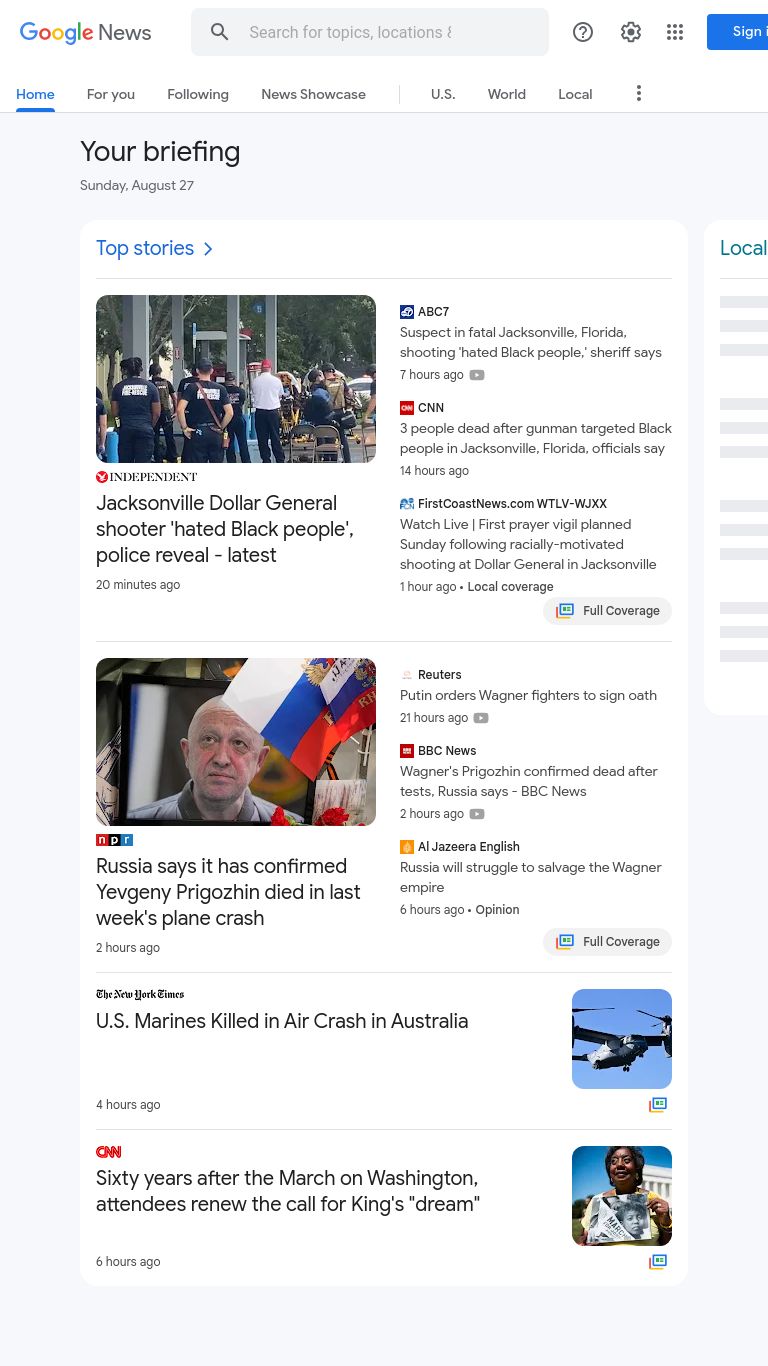 Google News
Search for topics, locations &
Sign i
Home
For you
Following
News Showcase
U.S.
World
Local
Your briefing
Sunday, August 27
Top stories
INDEPENDENT
Jacksonville Dollar General
shooter 'hated Black people',
police reveal - latest
20 minutes ago
ABC7
Suspect in fatal Jacksonville, Florida,
shooting 'hated Black people,' sheriff says
7 hours ago
CNN
3 people dead after gunman targeted Black
people in Jacksonville, Florida, officials say
14 hours ago
FirstCoastNews.com WTLV-WJXX
Watch Live | First prayer vigil planned
Sunday following racially-motivated
shooting at Dollar General in Jacksonville
1 hour ago • Local coverage
Full Coverage
npr
Russia says it has confirmed
Yevgeny Prigozhin died in last
week's plane crash
2 hours ago
Reuters
Putin orders Wagner fighters to sign oath
21 hours ago
BBC News
Wagner's Prigozhin confirmed dead after
tests, Russia says - BBC News
2 hours ago
Al Jazeera English
Russia will struggle to salvage the Wagner
empire
6 hours ago • Opinion
Full Coverage
The New York Times
U.S. Marines Killed in Air Crash in Australia
4 hours ago
CNN
Sixty years after the March on Washington,
attendees renew the call for King's "dream"
MARCH
6 hours ago
Local